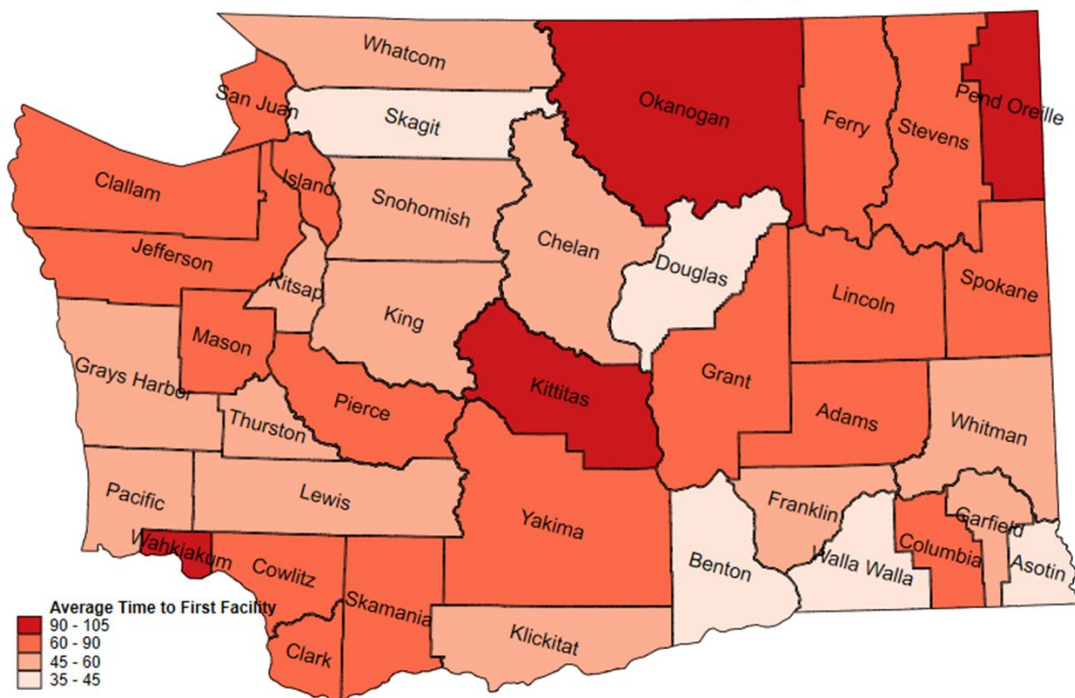 Whatcom
San Juan
Skagit
Okanogan
Ferry
Stevens
Pend Oreille
Clallam
Island
Snohomish
Chelan
Jefferson
Kitsap
Douglas
Lincoln
Spokane
King
Mason
Grays Harbor
Kittitas
Grant
Pierce
Thurston
Adams
Whitman
Pacific
Lewis
Yakima
Franklin
Garfield
Wahkiakum
Cowlitz
Benton
Walla Walla
Columbia
Asotin
Skamania
Klickitat
Clark
Average Time to First Facility
90 - 105
60 - 90
45 - 60
35 - 45